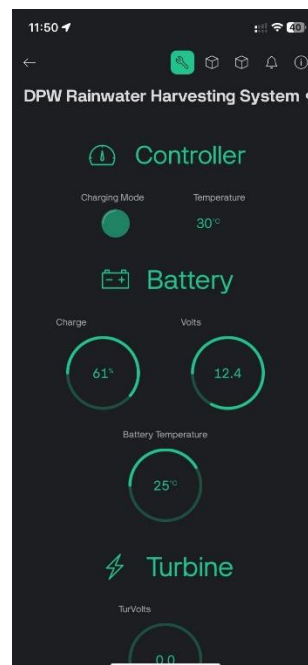 11:50
40
DPW Rainwater Harvesting System
Controller
Charging Mode Temperature
30°C
Battery
Charge Volts
61% 12.4
Battery Temperature
25°C
Turbine
TurVolts
0.0